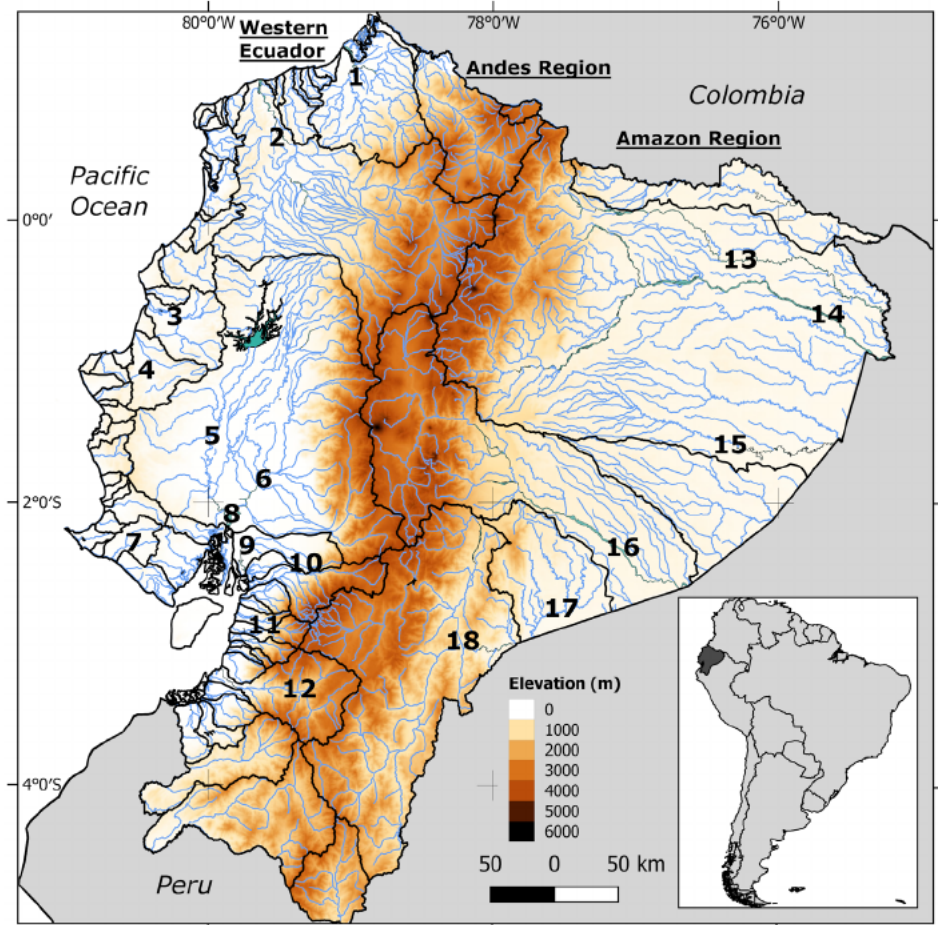 80°0′W
78°0′W
76°0′W
Western
Ecuador
Andes Region
Colombia
Amazon Region
Pacific
Ocean
0°0′
2°0′S
4°0′S
1
2
3
4
5
6
7
8
9
10
11
12
13
14
15
16
17
18
Elevation (m)
0
1000
2000
3000
4000
5000
6000
50 0 50 km
Peru